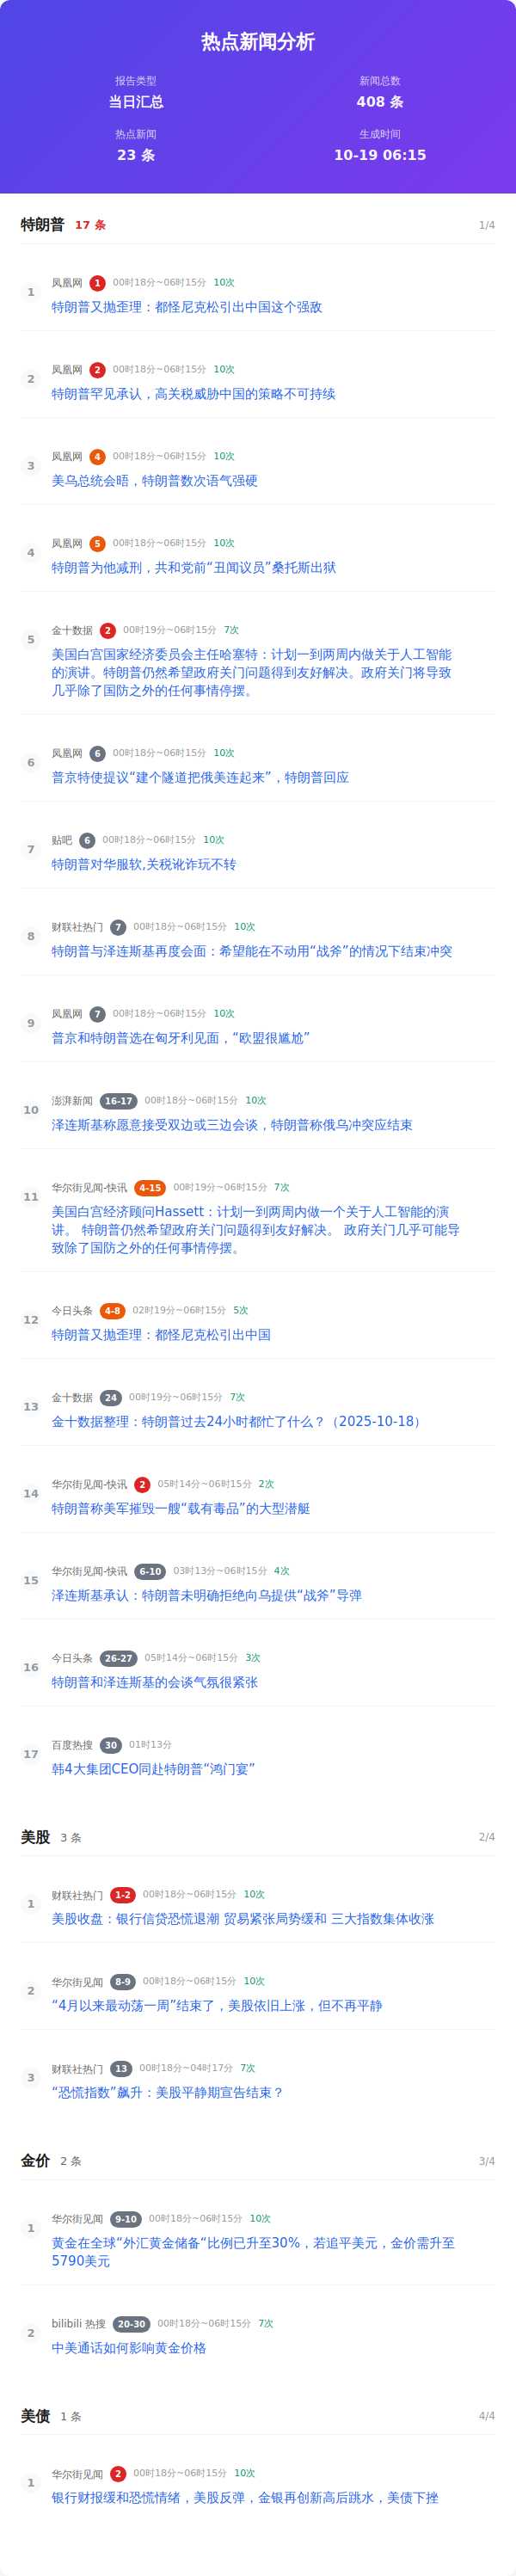 热点新闻分析
报告类型
新闻总数
当日汇总
408 条
热点新闻
生成时间
23 条
10-19 06:15
特朗普 17 条 1/4
1 凤凰网 1 00时18分~06时15分 10次
特朗普又抛歪理：都怪尼克松引出中国这个强敌
2 凤凰网 2 00时18分~06时15分 10次
特朗普罕见承认，高关税威胁中国的策略不可持续
3 凤凰网 4 00时18分~06时15分 10次
美乌总统会晤，特朗普数次语气强硬
4 凤凰网 5 00时18分~06时15分 10次
特朗普为他减刑，共和党前“丑闻议员”桑托斯出狱
5 金十数据 2 00时19分~06时15分 7次
美国白宫国家经济委员会主任哈塞特：计划一到两周内做关于人工智能
的演讲。特朗普仍然希望政府关门问题得到友好解决。政府关门将导致
几乎除了国防之外的任何事情停摆。
6 凤凰网 6 00时18分~06时15分 10次
普京特使提议“建个隧道把俄美连起来”，特朗普回应
7 贴吧 6 00时18分~06时15分 10次
特朗普对华服软,关税讹诈玩不转
8 财联社热门 7 00时18分~06时15分 10次
特朗普与泽连斯基再度会面：希望能在不动用“战斧”的情况下结束冲突
9 凤凰网 7 00时18分~06时15分 10次
普京和特朗普选在匈牙利见面，“欧盟很尴尬”
10 澎湃新闻 16-17 00时18分~06时15分 10次
泽连斯基称愿意接受双边或三边会谈，特朗普称俄乌冲突应结束
11 华尔街见闻-快讯 4-15 00时19分~06时15分 7次
美国白宫经济顾问Hassett：计划一到两周内做一个关于人工智能的演
讲。 特朗普仍然希望政府关门问题得到友好解决。 政府关门几乎可能导
致除了国防之外的任何事情停摆。
12 今日头条 4-8 02时19分~06时15分 5次
特朗普又抛歪理：都怪尼克松引出中国
13 金十数据 24 00时19分~06时15分 7次
金十数据整理：特朗普过去24小时都忙了什么？（2025-10-18）
14 华尔街见闻-快讯 2 05时14分~06时15分 2次
特朗普称美军摧毁一艘“载有毒品”的大型潜艇
15 华尔街见闻-快讯 6-10 03时13分~06时15分 4次
泽连斯基承认：特朗普未明确拒绝向乌提供“战斧”导弹
16 今日头条 26-27 05时14分~06时15分 3次
特朗普和泽连斯基的会谈气氛很紧张
17 百度热搜 30 01时13分
韩4大集团CEO同赴特朗普“鸿门宴”
美股 3 条 2/4
1 财联社热门 1-2 00时18分~06时15分 10次
美股收盘：银行信贷恐慌退潮 贸易紧张局势缓和 三大指数集体收涨
2 华尔街见闻 8-9 00时18分~06时15分 10次
“4月以来最动荡一周”结束了，美股依旧上涨，但不再平静
3 财联社热门 13 00时18分~04时17分 7次
“恐慌指数”飙升：美股平静期宣告结束？
金价 2 条 3/4
1 华尔街见闻 9-10 00时18分~06时15分 10次
黄金在全球“外汇黄金储备“比例已升至30%，若追平美元，金价需升至
5790美元
2 bilibili 热搜 20-30 00时18分~06时15分 7次
中美通话如何影响黄金价格
美债 1 条 4/4
1 华尔街见闻 2 00时18分~06时15分 10次
银行财报缓和恐慌情绪，美股反弹，金银再创新高后跳水，美债下挫